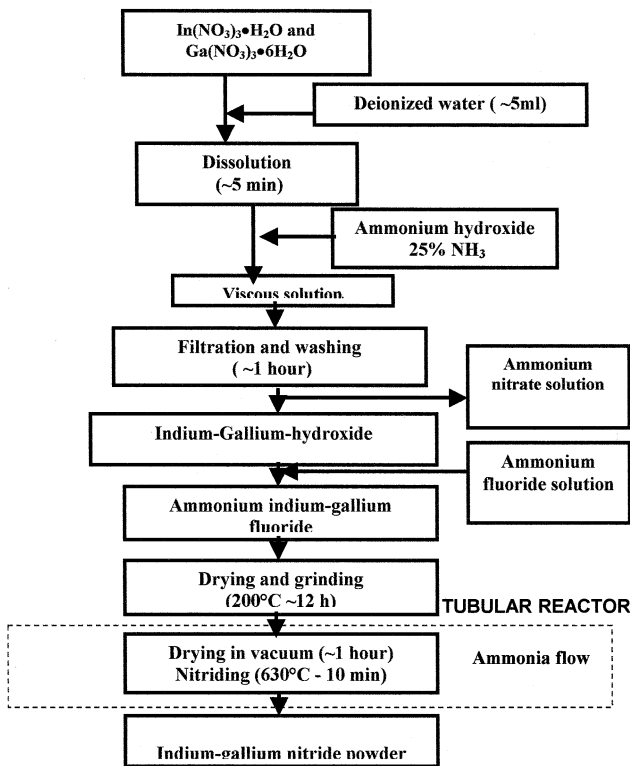 In(NO₃)₃•H₂O and
Ga(NO₃)₃•6H₂O
Deionized water ( ~5ml)
Dissolution
(~5 min)
Ammonium hydroxide
25% NH₃
Viscous solution
Filtration and washing
( ~1 hour)
Ammonium
nitrate solution
Indium-Gallium-hydroxide
Ammonium
fluoride solution
Ammonium indium-gallium
fluoride
Drying and grinding
(200°C ~12 h)
TUBULAR REACTOR
Drying in vacuum (~1 hour)
Nitriding (630°C - 10 min)
Ammonia flow
Indium-gallium nitride powder